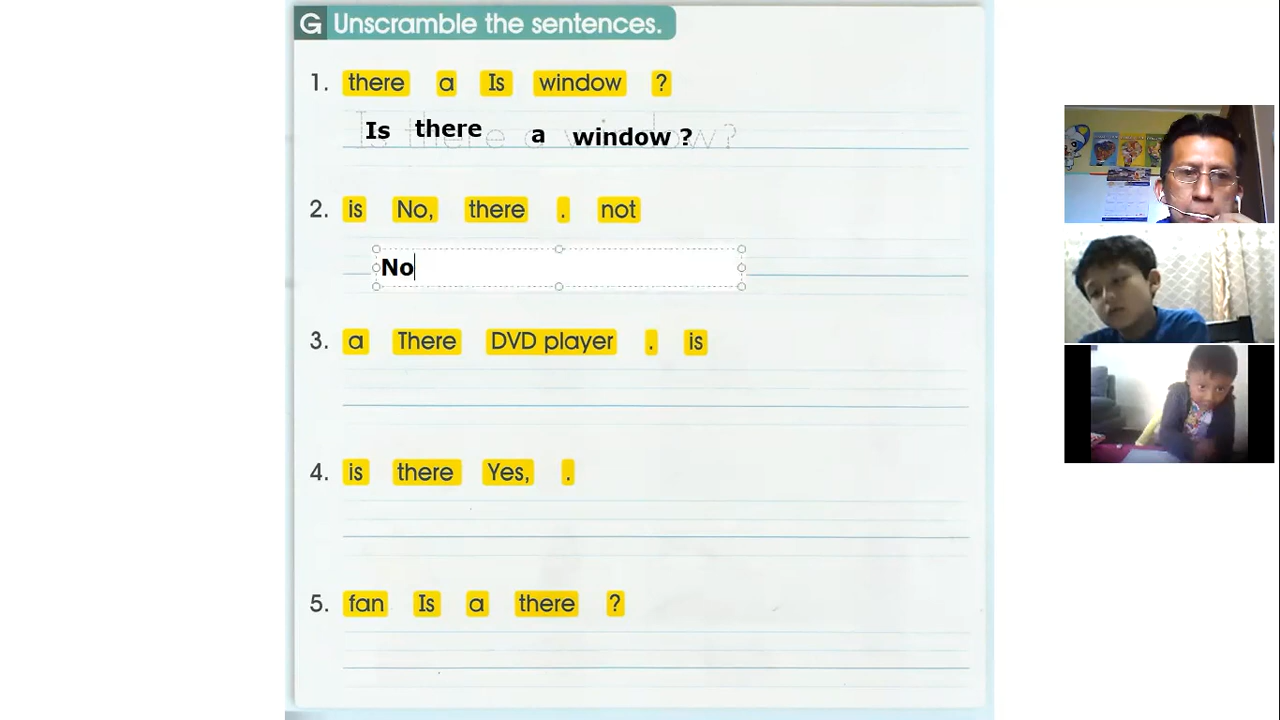 G Unscramble the sentences.
1. there a Is window ?
Is there a window ?
2. is No, there . not
No
3. a There DVD player . is
4. is there Yes, .
5. fan Is a there ?